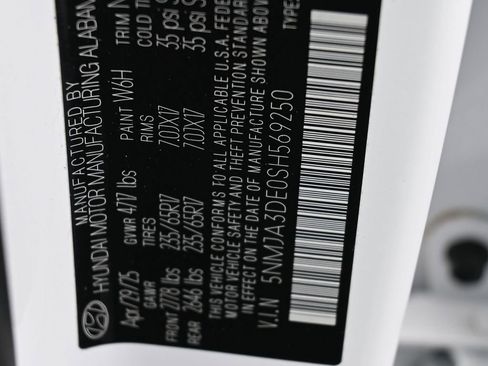 MANUFACTURED BY
HYUNDAI MOTOR MANUFACTURING ALABAM
Apr/29/25 GVWR 4717 lbs PAINT W6H TRIM N
GAWR TIRES RIMS COLD TI
FRONT 2778 lbs 235/65R17 7.0JX17 35 psi S
REAR 2646 lbs 235/65R17 7.0JX17 35 psi S
THIS VEHICLE CONFORMS TO ALL APPLICABLE U.S.A. FEDE
MOTOR VEHICLE SAFETY AND THEFT PREVENTION STANDAR
IN EFFECT ON THE DATE OF MANUFACTURE SHOWN ABOV
V.I.N 5NMJA3DE0SH569250 TYPE: